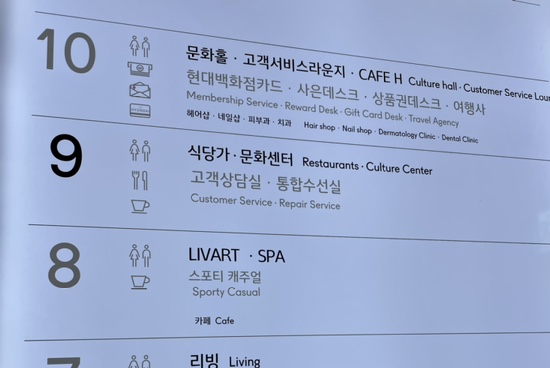 10
문화홀 · 고객서비스라운지 · CAFE H Culture hall · Customer Service
현대백화점카드 · 사은데스크 · 상품권데스크 · 여행사
Membership Service · Reward Desk · Gift Card Desk · Travel Agency
헤어샵 · 네일샵 · 피부과 · 치과 Hair shop · Nail shop · Dermatology Clinic · Dental Clinic
9
식당가 · 문화센터 Restaurants · Culture Center
고객상담실 · 통합수선실
Customer Service · Repair Service
8
LIVART · SPA
스포티 캐주얼
Sporty Casual
카페 Cafe
7
리빙 Living